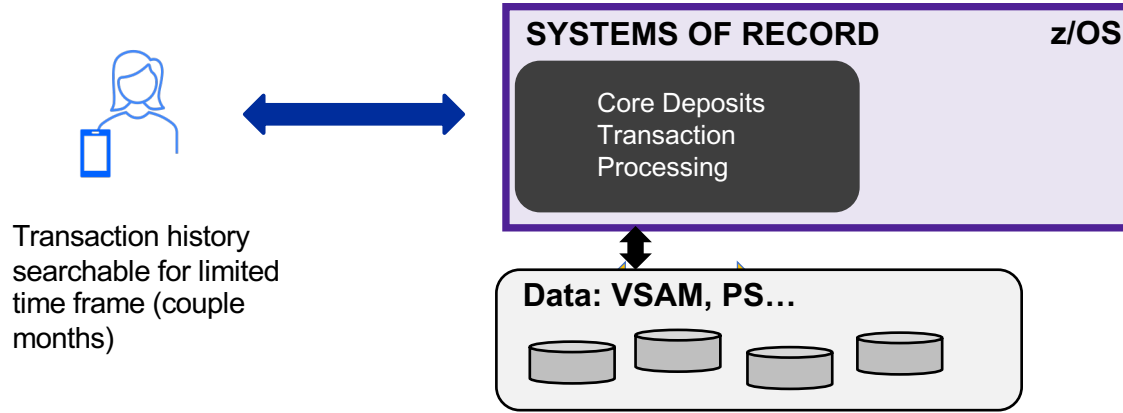 SYSTEMS OF RECORD z/OS
Core Deposits
Transaction
Processing
Transaction history
searchable for limited
time frame (couple
months)
Data: VSAM, PS…